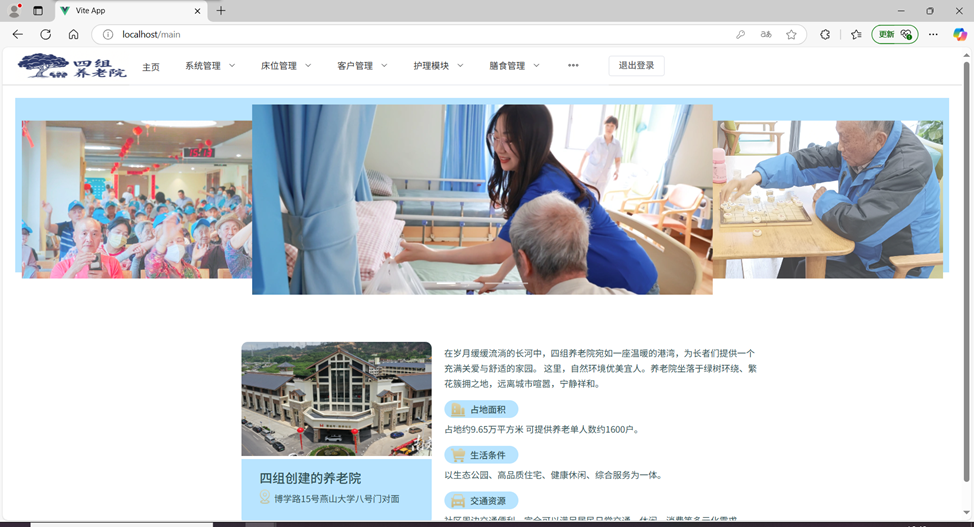 Vite App
localhost/main
更新
四组
养老院
主页
系统管理
床位管理
客户管理
护理模块
膳食管理
退出登录
在岁月缓缓流淌的长河中，四组养老院宛如一座温暖的港湾，为长者们提供一个
充满关爱与舒适的家园。 这里，自然环境优美宜人。养老院坐落于绿树环绕、繁
花簇拥之地，远离城市喧嚣，宁静祥和。
占地面积
占地约9.65万平方米 可提供养老单人数约1600户。
生活条件
以生态公园、高品质住宅、健康休闲、综合服务为一体。
交通资源
四组创建的养老院
博学路15号燕山大学八号门对面